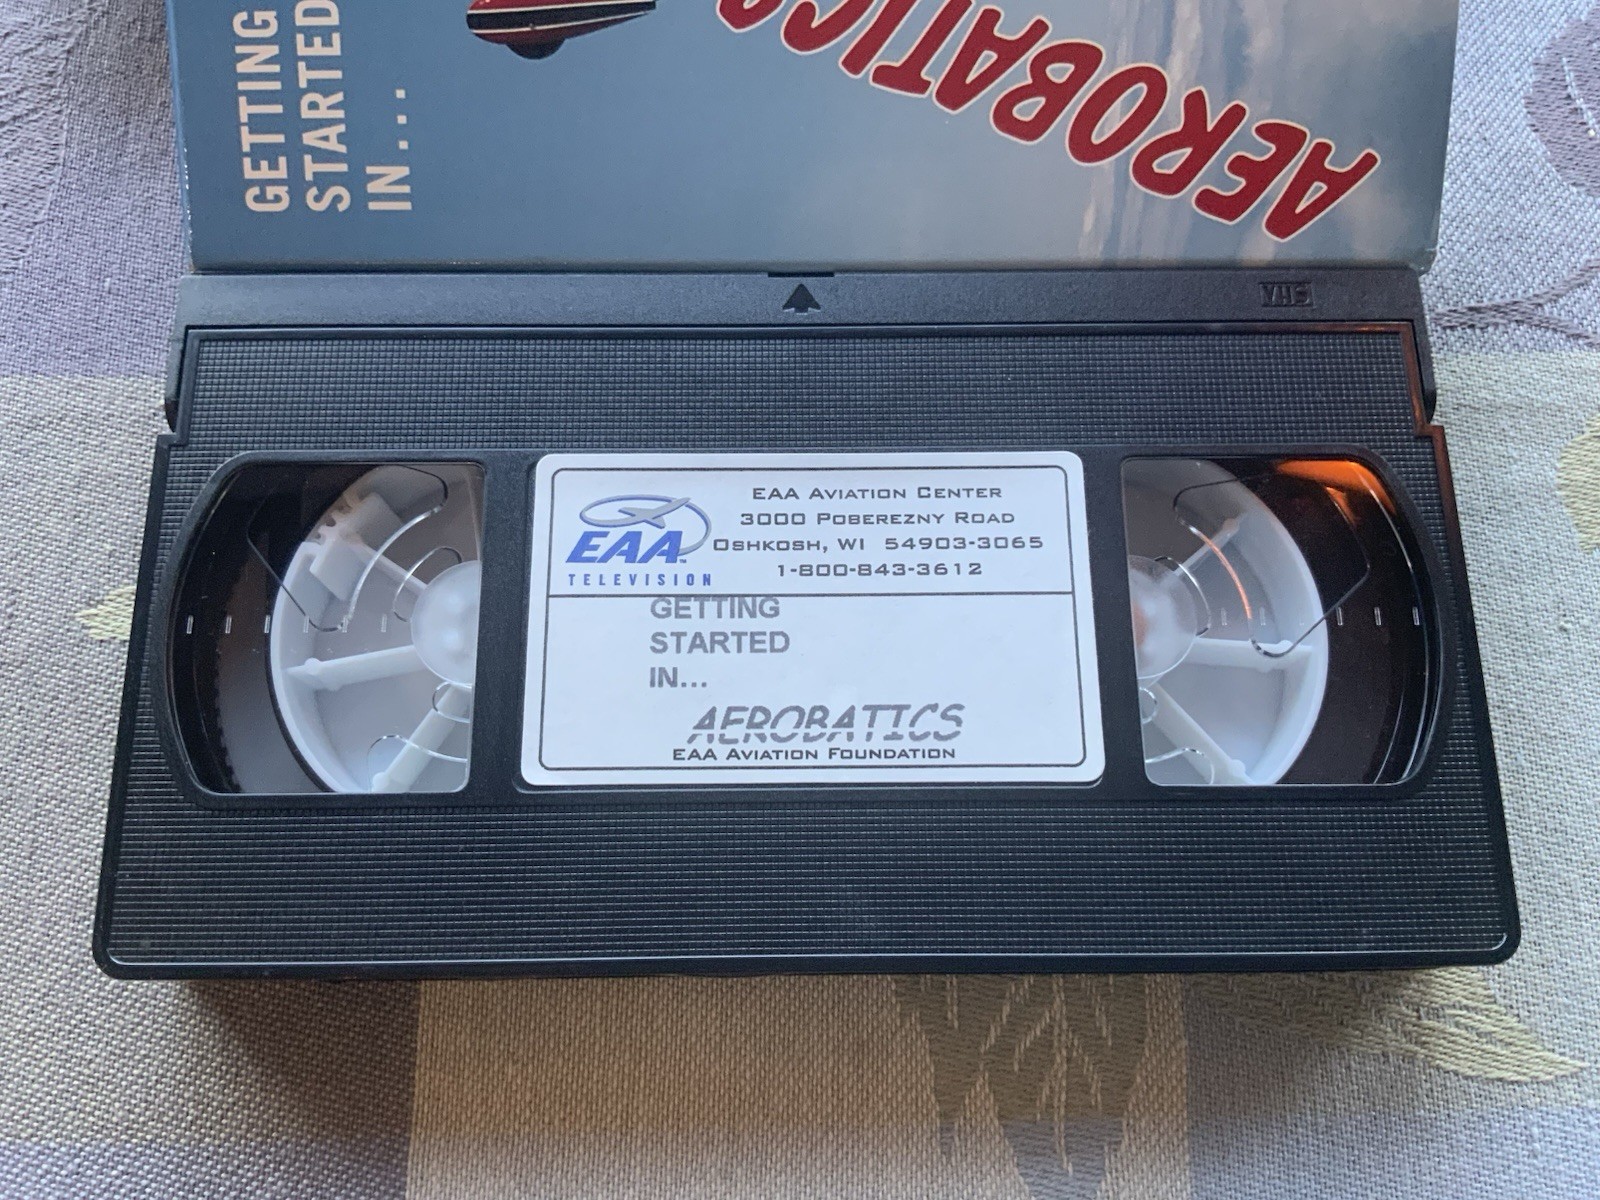 GETTING
STARTED
IN...
AEROBATICS
VHS
EAA
TELEVISION
EAA AVIATION CENTER
3000 POBEREZNY ROAD
OSHKOSH, WI 54903-3065
1-800-843-3612
GETTING
STARTED
IN...
AEROBATICS
EAA AVIATION FOUNDATION